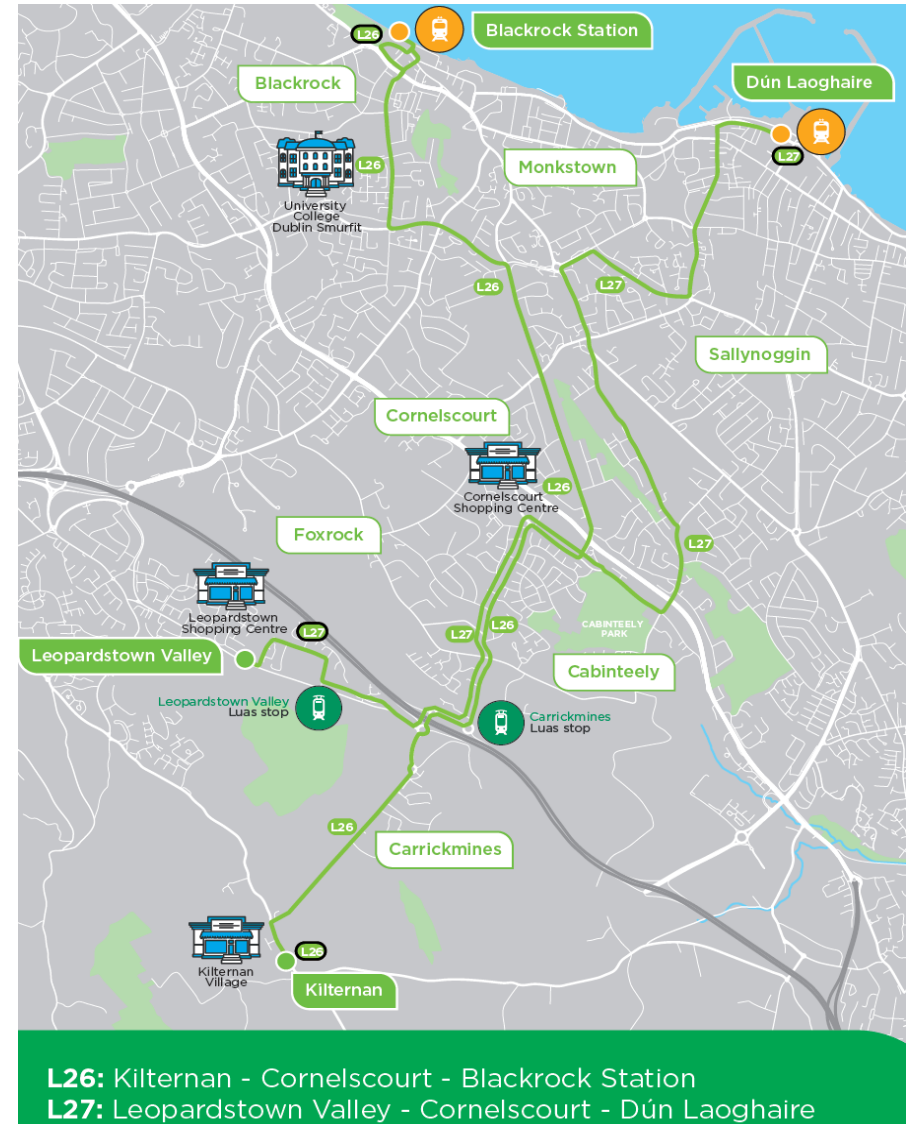 L26
Blackrock Station
Blackrock
Dún Laoghaire
L27
Monkstown
L26
University
College
Dublin Smurfit
L26
L27
Sallynoggin
Cornelscourt
L26
Cornelscourt
Shopping Centre
Foxrock
L27
Leopardstown
Shopping Centre
L27
L27
L26
CABINTEELY
PARK
Leopardstown Valley
Cabinteely
Leopardstown Valley
Luas stop
Carrickmines
Luas stop
L26
Carrickmines
Kilternan
Village
L26
Kilternan
L26: Kilternan - Cornelscourt - Blackrock Station
L27: Leopardstown Valley - Cornelscourt - Dún Laoghaire